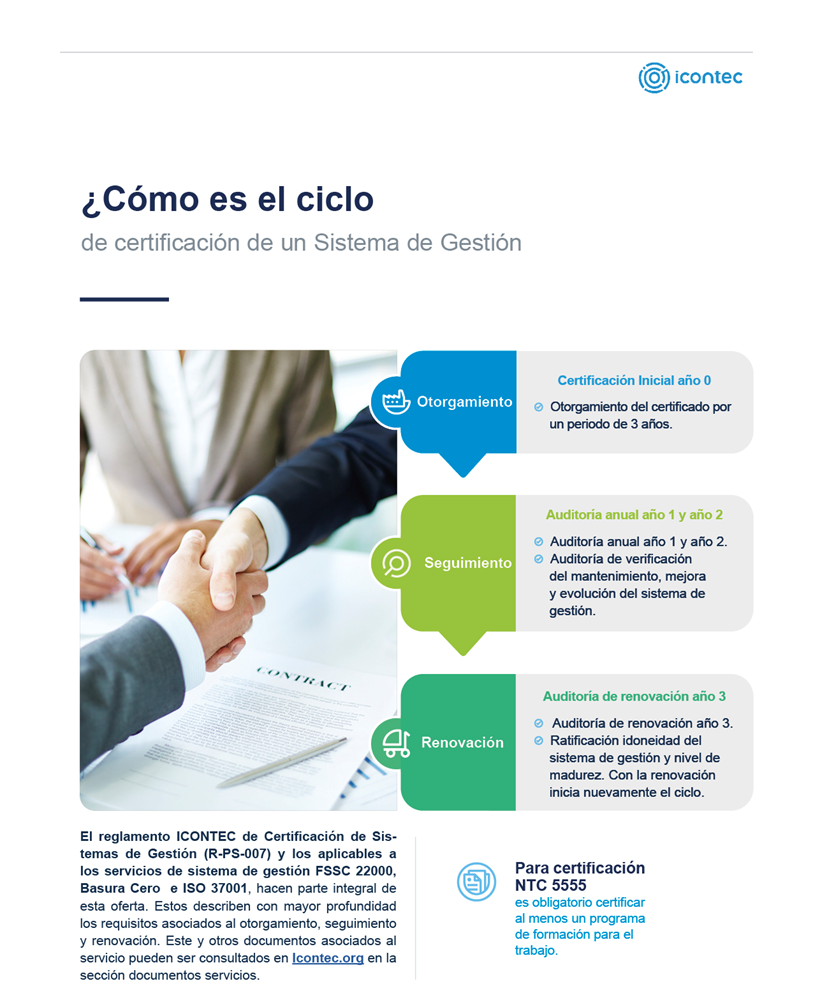 icontec
¿Cómo es el ciclo
de certificación de un Sistema de Gestión
Otorgamiento
Certificación Inicial año 0
Otorgamiento del certificado por
un periodo de 3 años.
Seguimiento
Auditoría anual año 1 y año 2
Auditoría anual año 1 y año 2.
Auditoría de verificación
del mantenimiento, mejora
y evolución del sistema de
gestión.
CONTRACT
Renovación
Auditoría de renovación año 3
Auditoría de renovación año 3.
Ratificación idoneidad del
sistema de gestión y nivel de
madurez. Con la renovación
inicia nuevamente el ciclo.
El reglamento ICONTEC de Certificación de Sis-
temas de Gestión (R-PS-007) y los aplicables a
los servicios de sistema de gestión FSSC 22000,
Basura Cero e ISO 37001, hacen parte integral de
esta oferta. Estos describen con mayor profundidad
los requisitos asociados al otorgamiento, seguimiento
y renovación. Este y otros documentos asociados al
servicio pueden ser consultados en Icontec.org en la
sección documentos servicios.
Para certificación
NTC 5555
es obligatorio certificar
al menos un programa
de formación para el
trabajo.